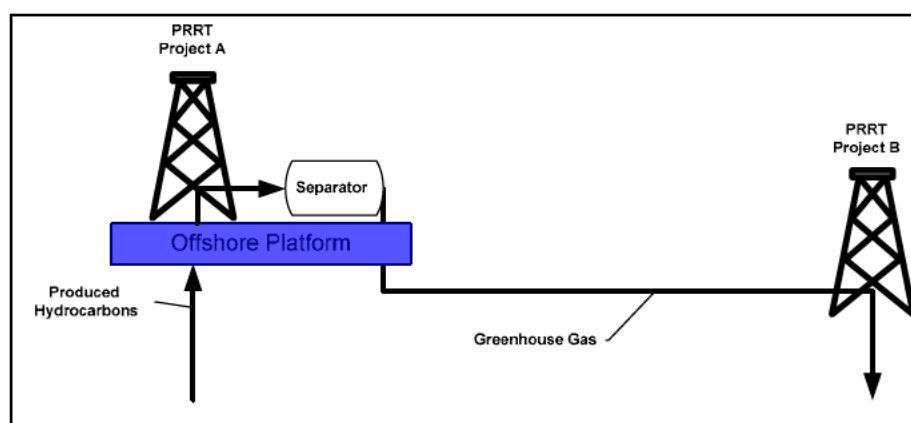 PRRT
Project A
PRRT
Project B
Separator
Offshore Platform
Produced
Hydrocarbons
Greenhouse Gas